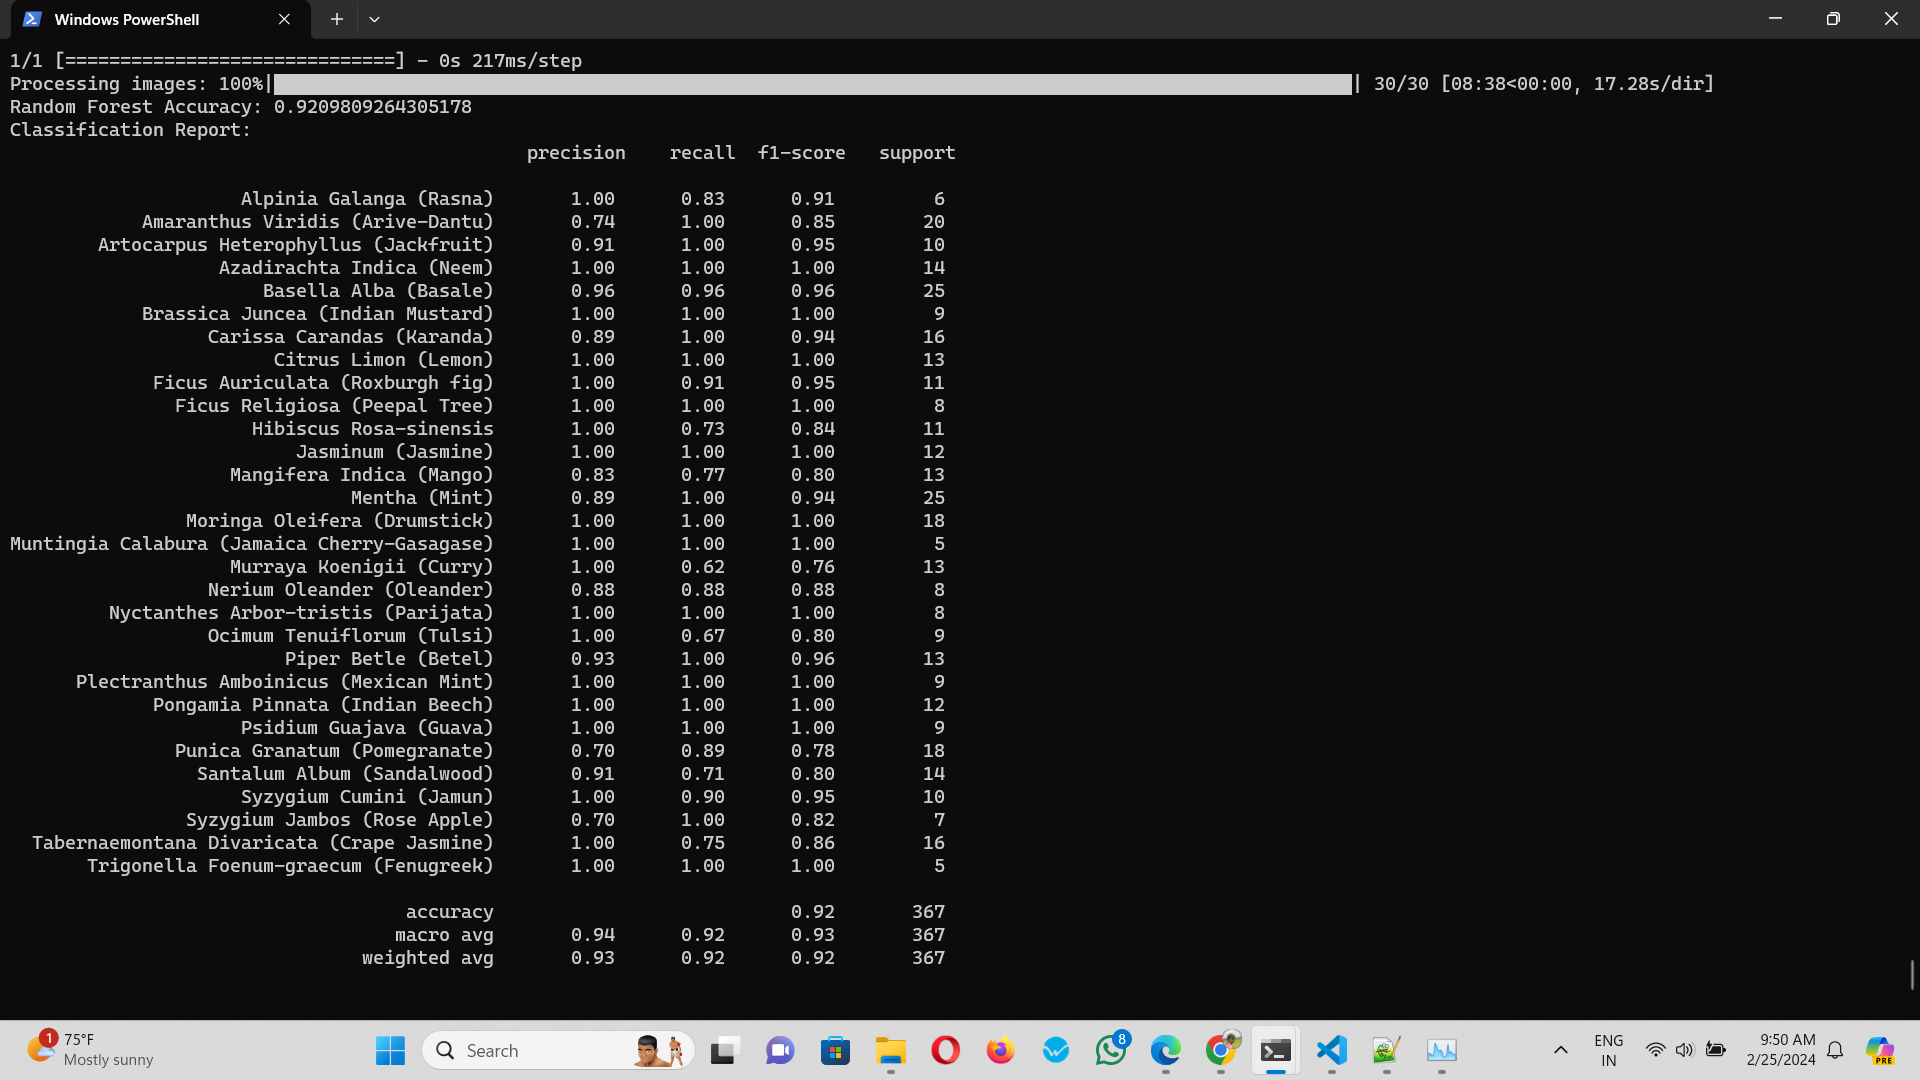 Windows PowerShell
1/1 [==============================] - 0s 217ms/step
Processing images: 100%| | 30/30 [08:38<00:00, 17.28s/dir]
Random Forest Accuracy: 0.9209809264305178
Classification Report:
precision recall f1-score support
Alpinia Galanga (Rasna) 1.00 0.83 0.91 6
Amaranthus Viridis (Arive-Dantu) 0.74 1.00 0.85 20
Artocarpus Heterophyllus (Jackfruit) 0.91 1.00 0.95 10
Azadirachta Indica (Neem) 1.00 1.00 1.00 14
Basella Alba (Basale) 0.96 0.96 0.96 25
Brassica Juncea (Indian Mustard) 1.00 1.00 1.00 9
Carissa Carandas (Karanda) 0.89 1.00 0.94 16
Citrus Limon (Lemon) 1.00 1.00 1.00 13
Ficus Auriculata (Roxburgh fig) 1.00 0.91 0.95 11
Ficus Religiosa (Peepal Tree) 1.00 1.00 1.00 8
Hibiscus Rosa-sinensis 1.00 0.73 0.84 11
Jasminum (Jasmine) 1.00 1.00 1.00 12
Mangifera Indica (Mango) 0.83 0.77 0.80 13
Mentha (Mint) 0.89 1.00 0.94 25
Moringa Oleifera (Drumstick) 1.00 1.00 1.00 18
Muntingia Calabura (Jamaica Cherry-Gasagase) 1.00 1.00 1.00 5
Murraya Koenigii (Curry) 1.00 0.62 0.76 13
Nerium Oleander (Oleander) 0.88 0.88 0.88 8
Nyctanthes Arbor-tristis (Parijata) 1.00 1.00 1.00 8
Ocimum Tenuiflorum (Tulsi) 1.00 0.67 0.80 9
Piper Betle (Betel) 0.93 1.00 0.96 13
Plectranthus Amboinicus (Mexican Mint) 1.00 1.00 1.00 9
Pongamia Pinnata (Indian Beech) 1.00 1.00 1.00 12
Psidium Guajava (Guava) 1.00 1.00 1.00 9
Punica Granatum (Pomegranate) 0.70 0.89 0.78 18
Santalum Album (Sandalwood) 0.91 0.71 0.80 14
Syzygium Cumini (Jamun) 1.00 0.90 0.95 10
Syzygium Jambos (Rose Apple) 0.70 1.00 0.82 7
Tabernaemontana Divaricata (Crape Jasmine) 1.00 0.75 0.86 16
Trigonella Foenum-graecum (Fenugreek) 1.00 1.00 1.00 5
accuracy 0.92 367
macro avg 0.94 0.92 0.93 367
weighted avg 0.93 0.92 0.92 367
1
75°F
Mostly sunny
Search
8
ENG
IN
9:50 AM
2/25/2024
PRE